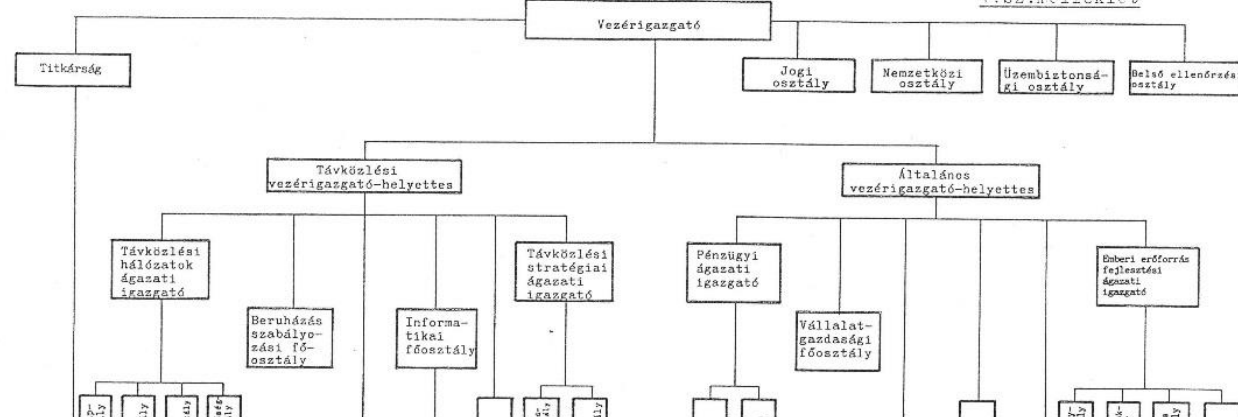 Vezérigazgató
Titkárság
Jogi
osztály
Nemzetközi
osztály
Üzembiztonsá-
gi osztály
Belső ellenőrzés
osztály
Távközlési
vezérigazgató-helyettes
Általános
vezérigazgató-helyettes
Távközlési
hálózatok
ágazati
igazgató
Távközlési
stratégiai
ágazati
igazgató
Pénzügyi
ágazati
igazgató
Emberi erőforrás
fejlesztési
ágazati
igazgató
Beruházás
szabályo-
zási fő-
osztály
Informa-
tikai
főosztály
Vállalat-
gazdasági
főosztály